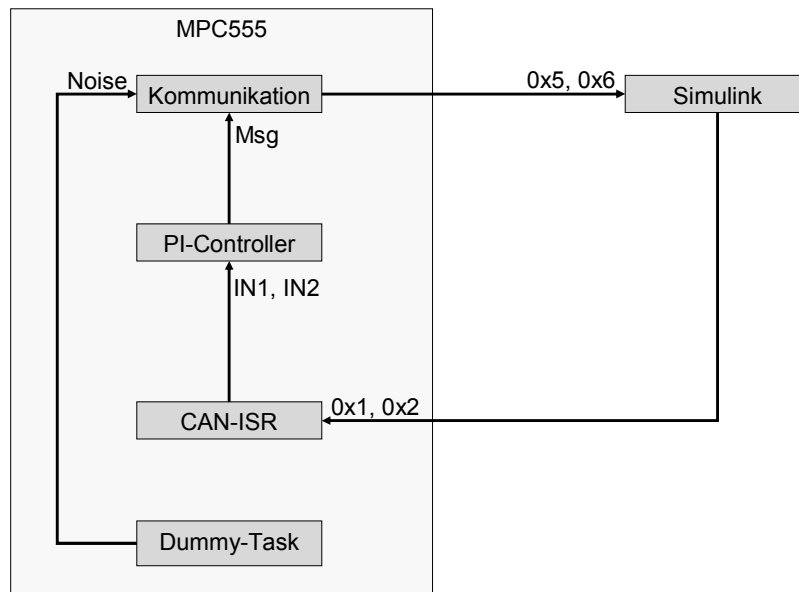 MPC555
Noise
Kommunikation
0x5, 0x6
Simulink
Msg
PI-Controller
IN1, IN2
0x1, 0x2
CAN-ISR
Dummy-Task